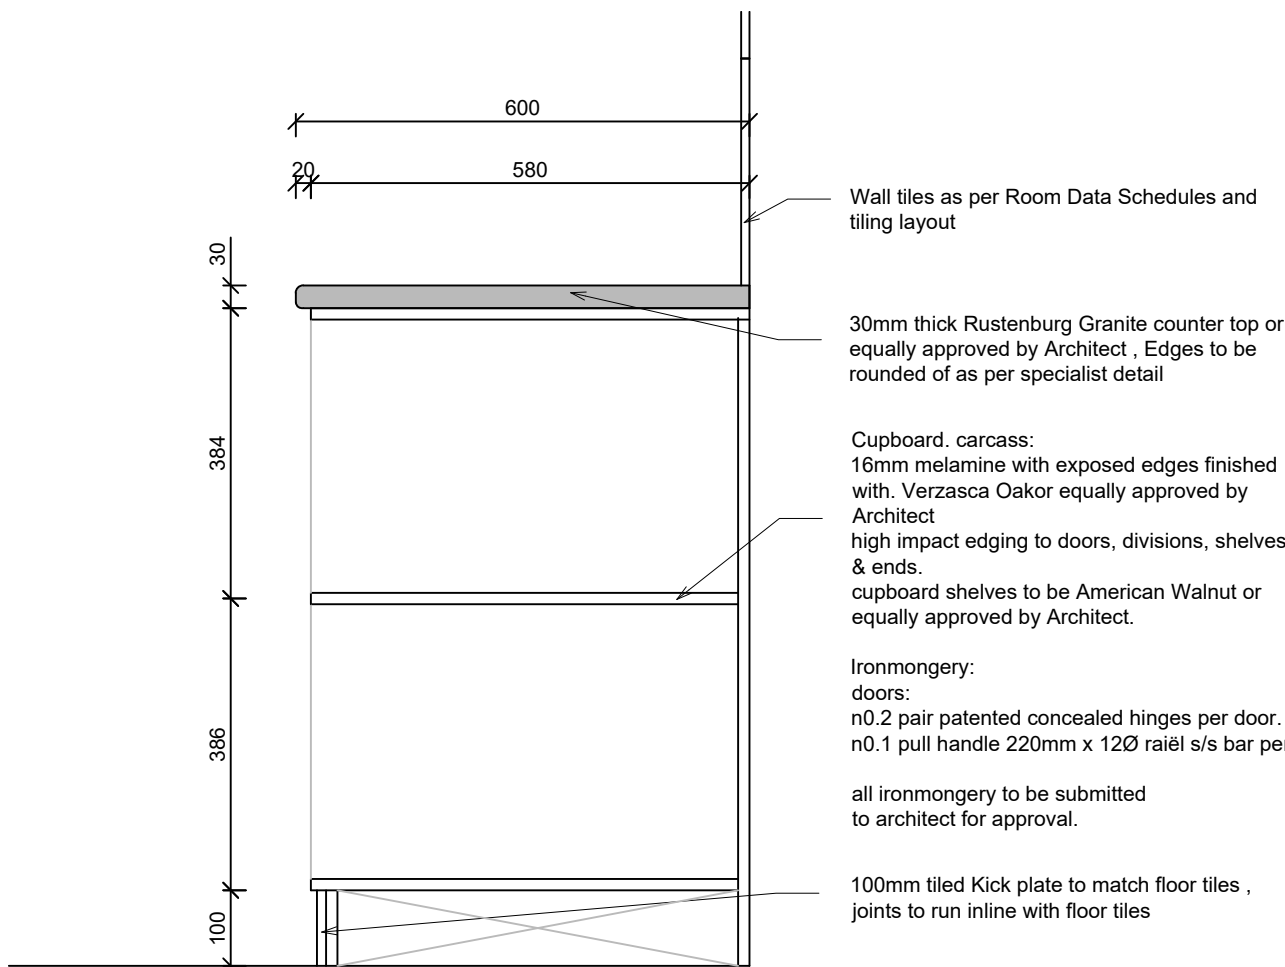 600
20
580
Wall tiles as per Room Data Schedules and
tiling layout
30
30mm thick Rustenburg Granite counter top or
equally approved by Architect , Edges to be
rounded of as per specialist detail
384
Cupboard. carcass:
16mm melamine with exposed edges finished
with. Verzasca Oakor equally approved by
Architect
high impact edging to doors, divisions, shelves
& ends.
cupboard shelves to be American Walnut or
equally approved by Architect.
386
Ironmongery:
doors:
n0.2 pair patented concealed hinges per door.
n0.1 pull handle 220mm x 12Ø raiël s/s bar per
all ironmongery to be submitted
to architect for approval.
100
100mm tiled Kick plate to match floor tiles ,
joints to run inline with floor tiles